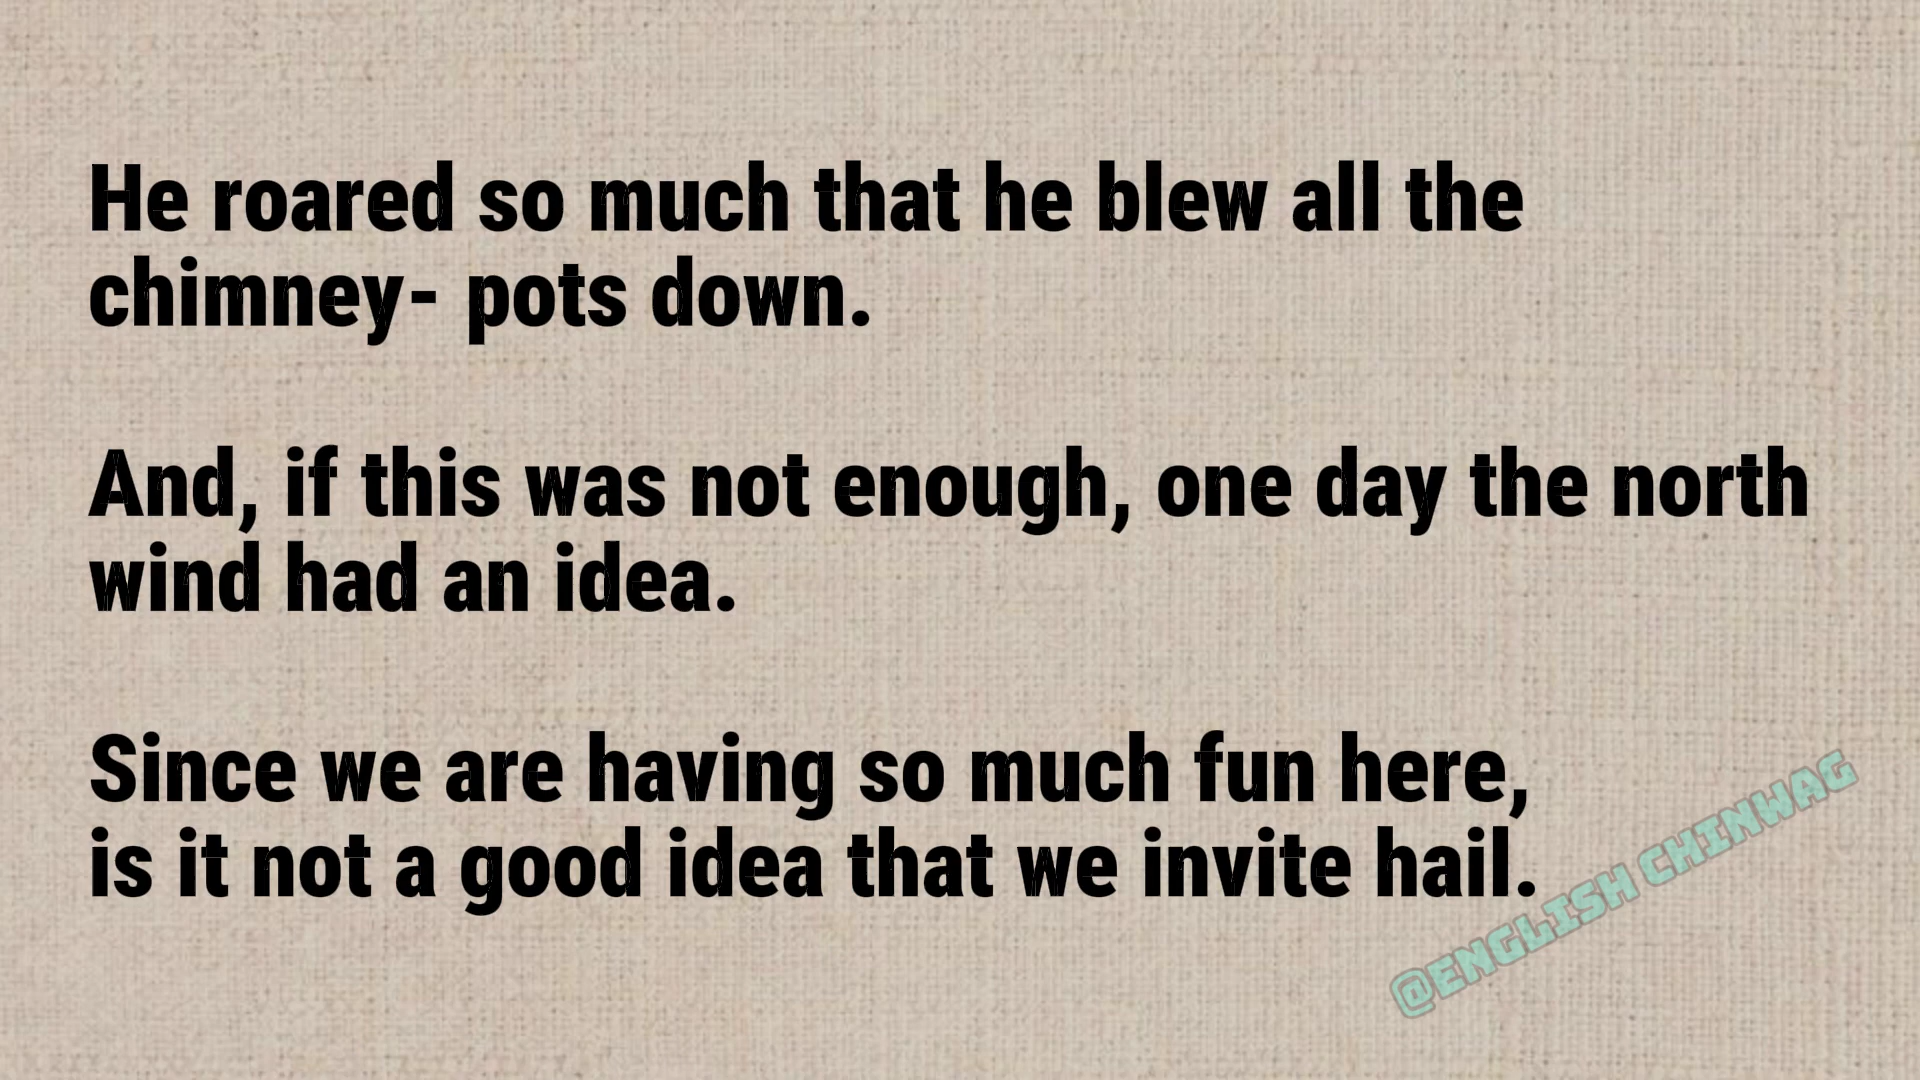 He roared so much that he blew all the
chimney- pots down.
And, if this was not enough, one day the north
wind had an idea.
Since we are having so much fun here,
is it not a good idea that we invite hail.
@ENGLISH CHINWAG